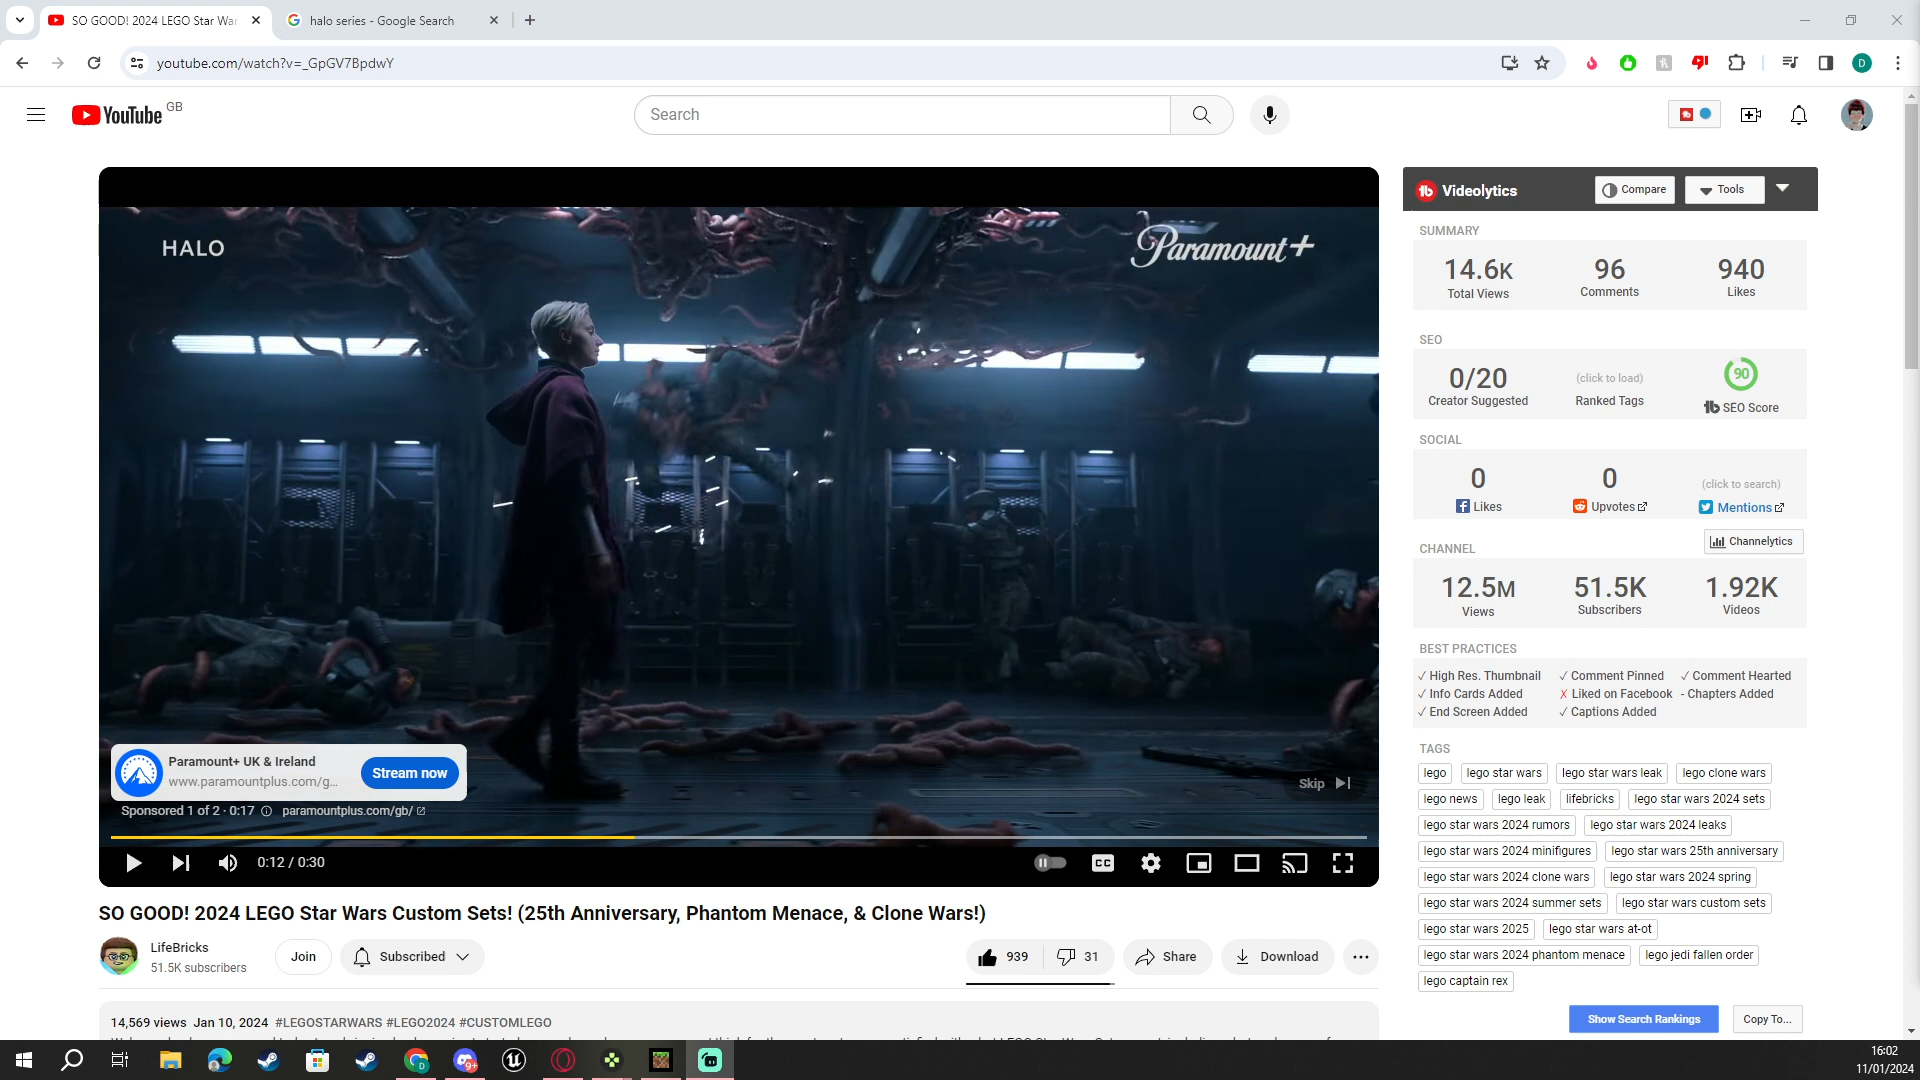 SO GOOD! 2024 LEGO Star War
halo series - Google Search
youtube.com/watch?v=_GpGV7BpdwY
D
YouTube GB
Search
HALO
Paramount+
Paramount+ UK & Ireland
www.paramountplus.com/g...
Stream now
Skip
Sponsored 1 of 2 · 0:17 paramountplus.com/gb/
0:12 / 0:30
CC
SO GOOD! 2024 LEGO Star Wars Custom Sets! (25th Anniversary, Phantom Menace, & Clone Wars!)
LifeBricks
51.5K subscribers
Join
Subscribed
939
31
Share
Download
14,569 views Jan 10, 2024 #LEGOSTARWARS #LEGO2024 #CUSTOMLEGO
Videolytics
Compare
Tools
SUMMARY
14.6K 96 940
Total Views Comments Likes
SEO
0/20 (click to load) 90
Creator Suggested Ranked Tags SEO Score
SOCIAL
0 0 (click to search)
Likes Upvotes Mentions
CHANNEL
Channelytics
12.5M 51.5K 1.92K
Views Subscribers Videos
BEST PRACTICES
✓ High Res. Thumbnail ✓ Comment Pinned ✓ Comment Hearted
✓ Info Cards Added X Liked on Facebook - Chapters Added
✓ End Screen Added ✓ Captions Added
TAGS
lego lego star wars lego star wars leak lego clone wars
lego news lego leak lifebricks lego star wars 2024 sets
lego star wars 2024 rumors lego star wars 2024 leaks
lego star wars 2024 minifigures lego star wars 25th anniversary
lego star wars 2024 clone wars lego star wars 2024 spring
lego star wars 2024 summer sets lego star wars custom sets
lego star wars 2025 lego star wars at-ot
lego star wars 2024 phantom menace lego jedi fallen order
lego captain rex
Show Search Rankings Copy To...
9+
16:02
11/01/2024